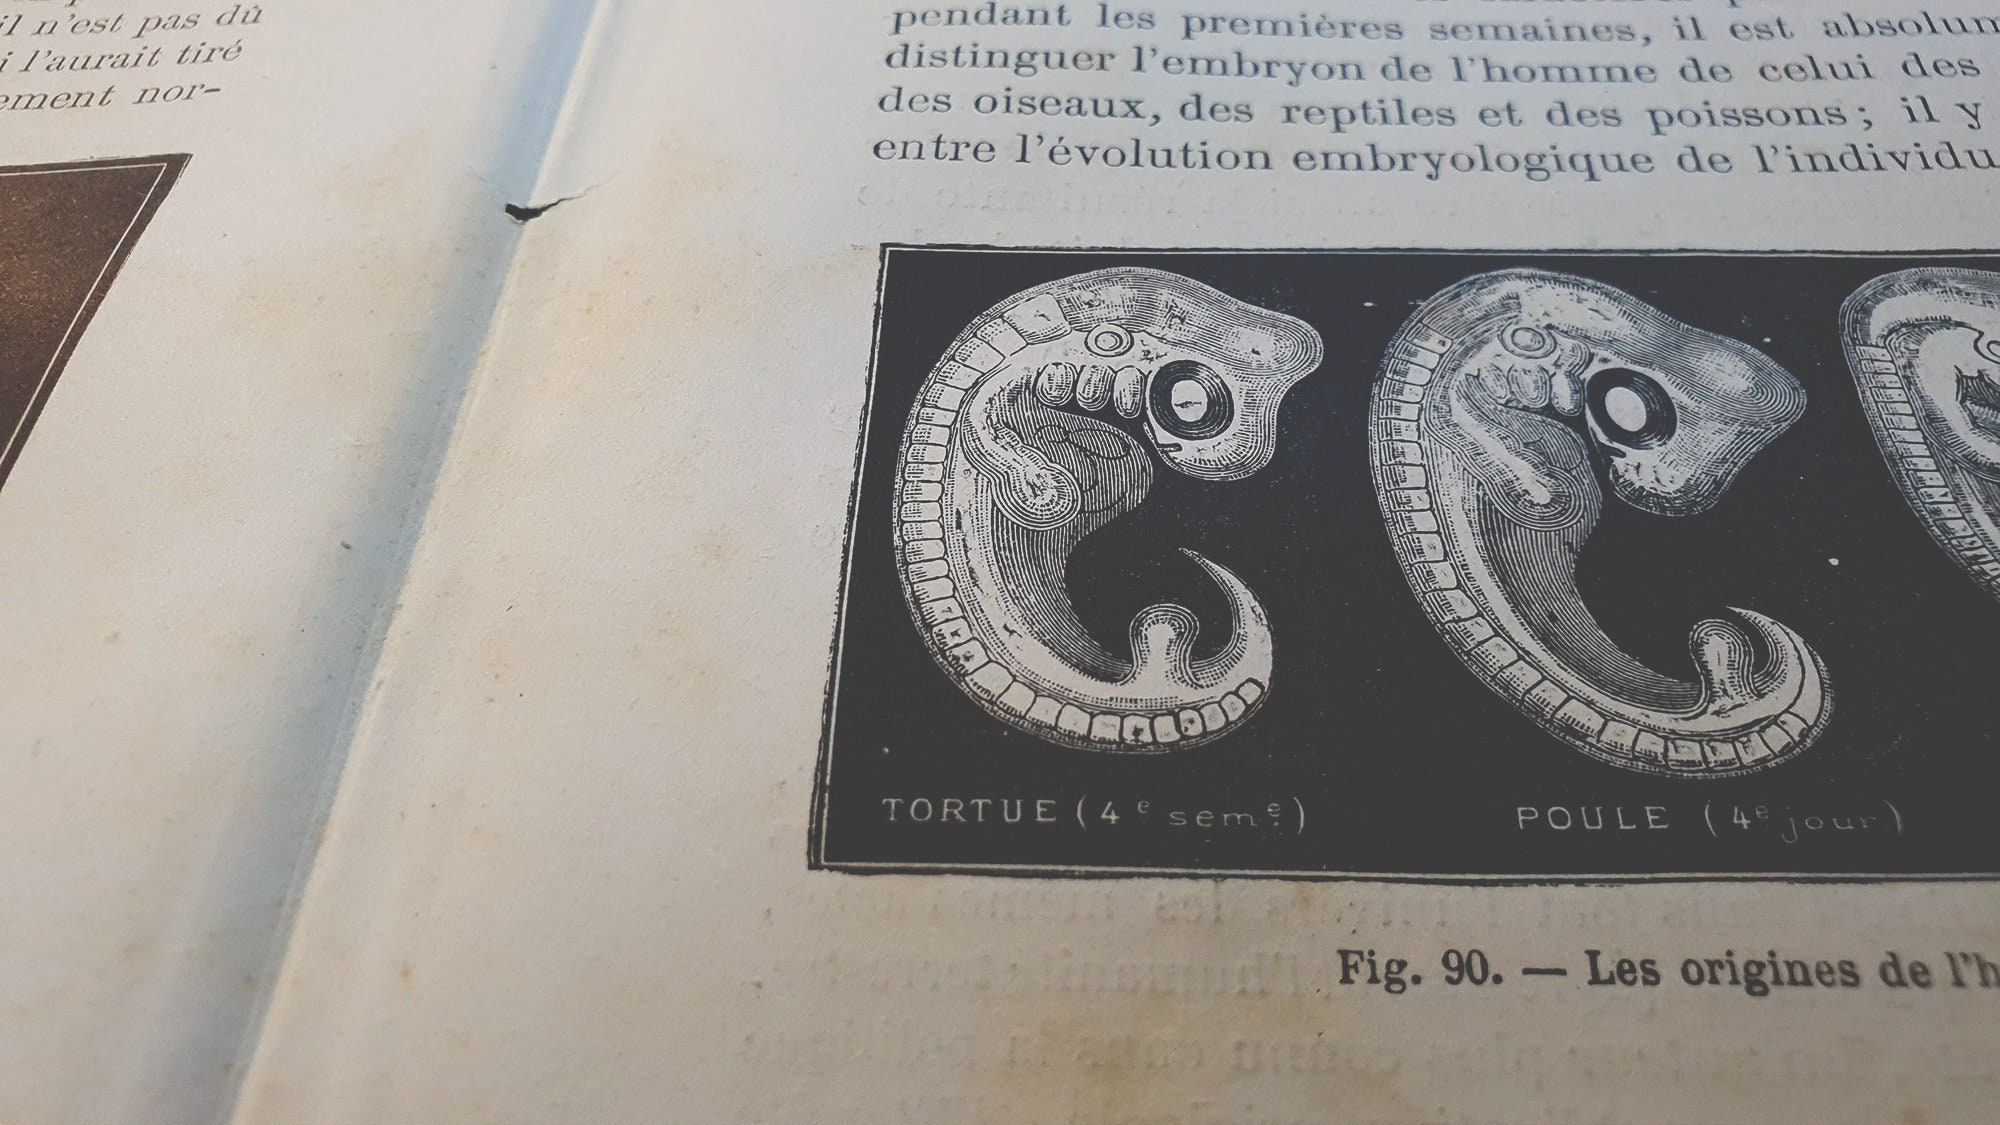 il n'est pas dû
l'aurait tiré
nor-
pendant les premières semaines, il est
distinguer l'embryon de l'homme de celui des
des oiseaux, des reptiles et des poissons; il y
entre l'évolution embryologique de l'individu
TORTUE (4e seme)
POULE (4e jour)
Fig. 90. — Les origines de